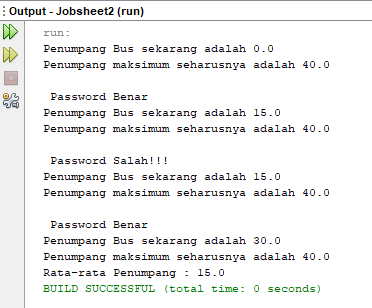 Output - Jobsheet2 (run)
run:
Penumpang Bus sekarang adalah 0.0
Penumpang maksimum seharusnya adalah 40.0
Password Benar
Penumpang Bus sekarang adalah 15.0
Penumpang maksimum seharusnya adalah 40.0
Password Salah!!!
Penumpang Bus sekarang adalah 15.0
Penumpang maksimum seharusnya adalah 40.0
Password Benar
Penumpang Bus sekarang adalah 30.0
Penumpang maksimum seharusnya adalah 40.0
Rata-rata Penumpang : 15.0
BUILD SUCCESSFUL (total time: 0 seconds)